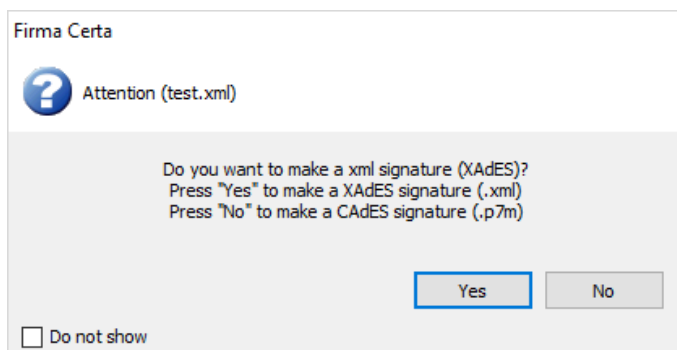 Firma Certa
Attention (test.xml)
Do you want to make a xml signature (XAdES)?
Press "Yes" to make a XAdES signature (.xml)
Press "No" to make a CAdES signature (.p7m)
Yes No
Do not show